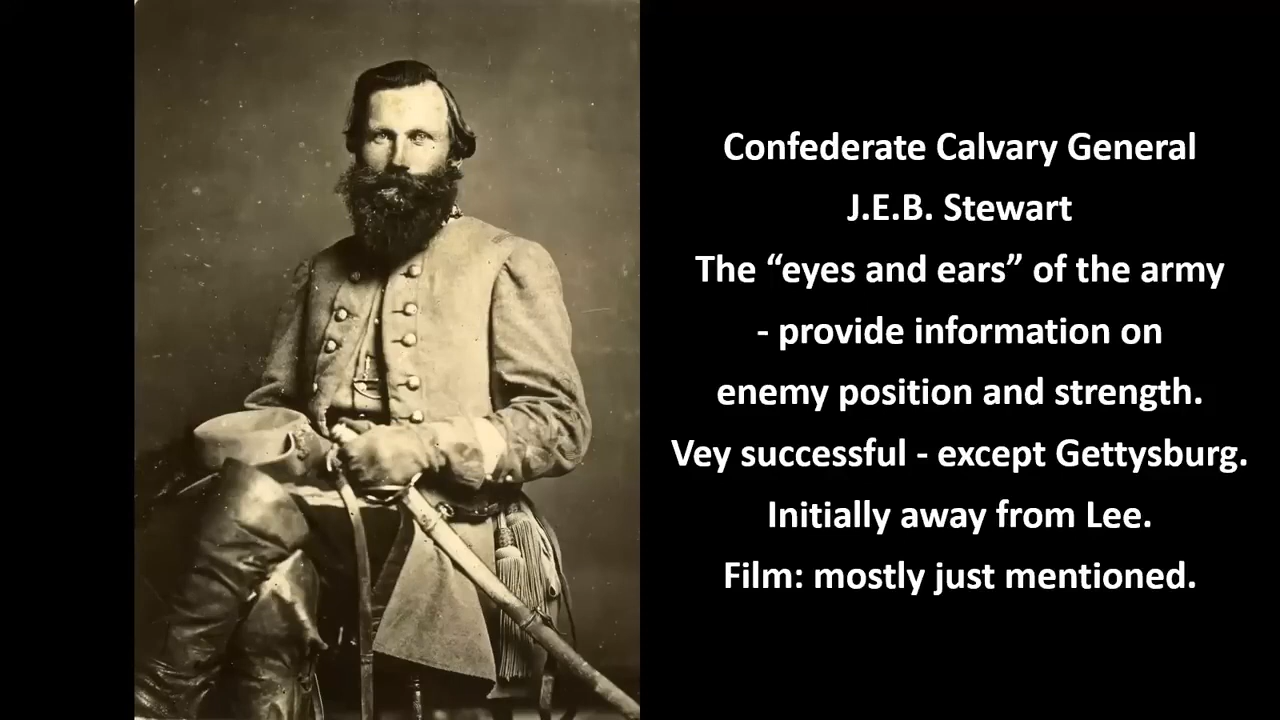 Confederate Calvary General
J.E.B. Stewart
The “eyes and ears” of the army
- provide information on
enemy position and strength.
Vey successful - except Gettysburg.
Initially away from Lee.
Film: mostly just mentioned.